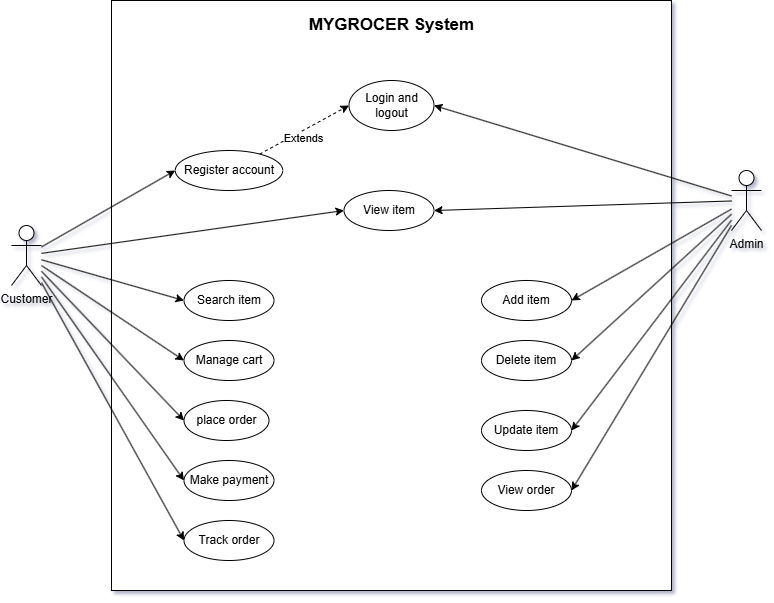 MYGROCER System
Login and
logout
Extends
Register account
View item
Customer
Admin
Search item
Add item
Manage cart
Delete item
place order
Update item
Make payment
View order
Track order